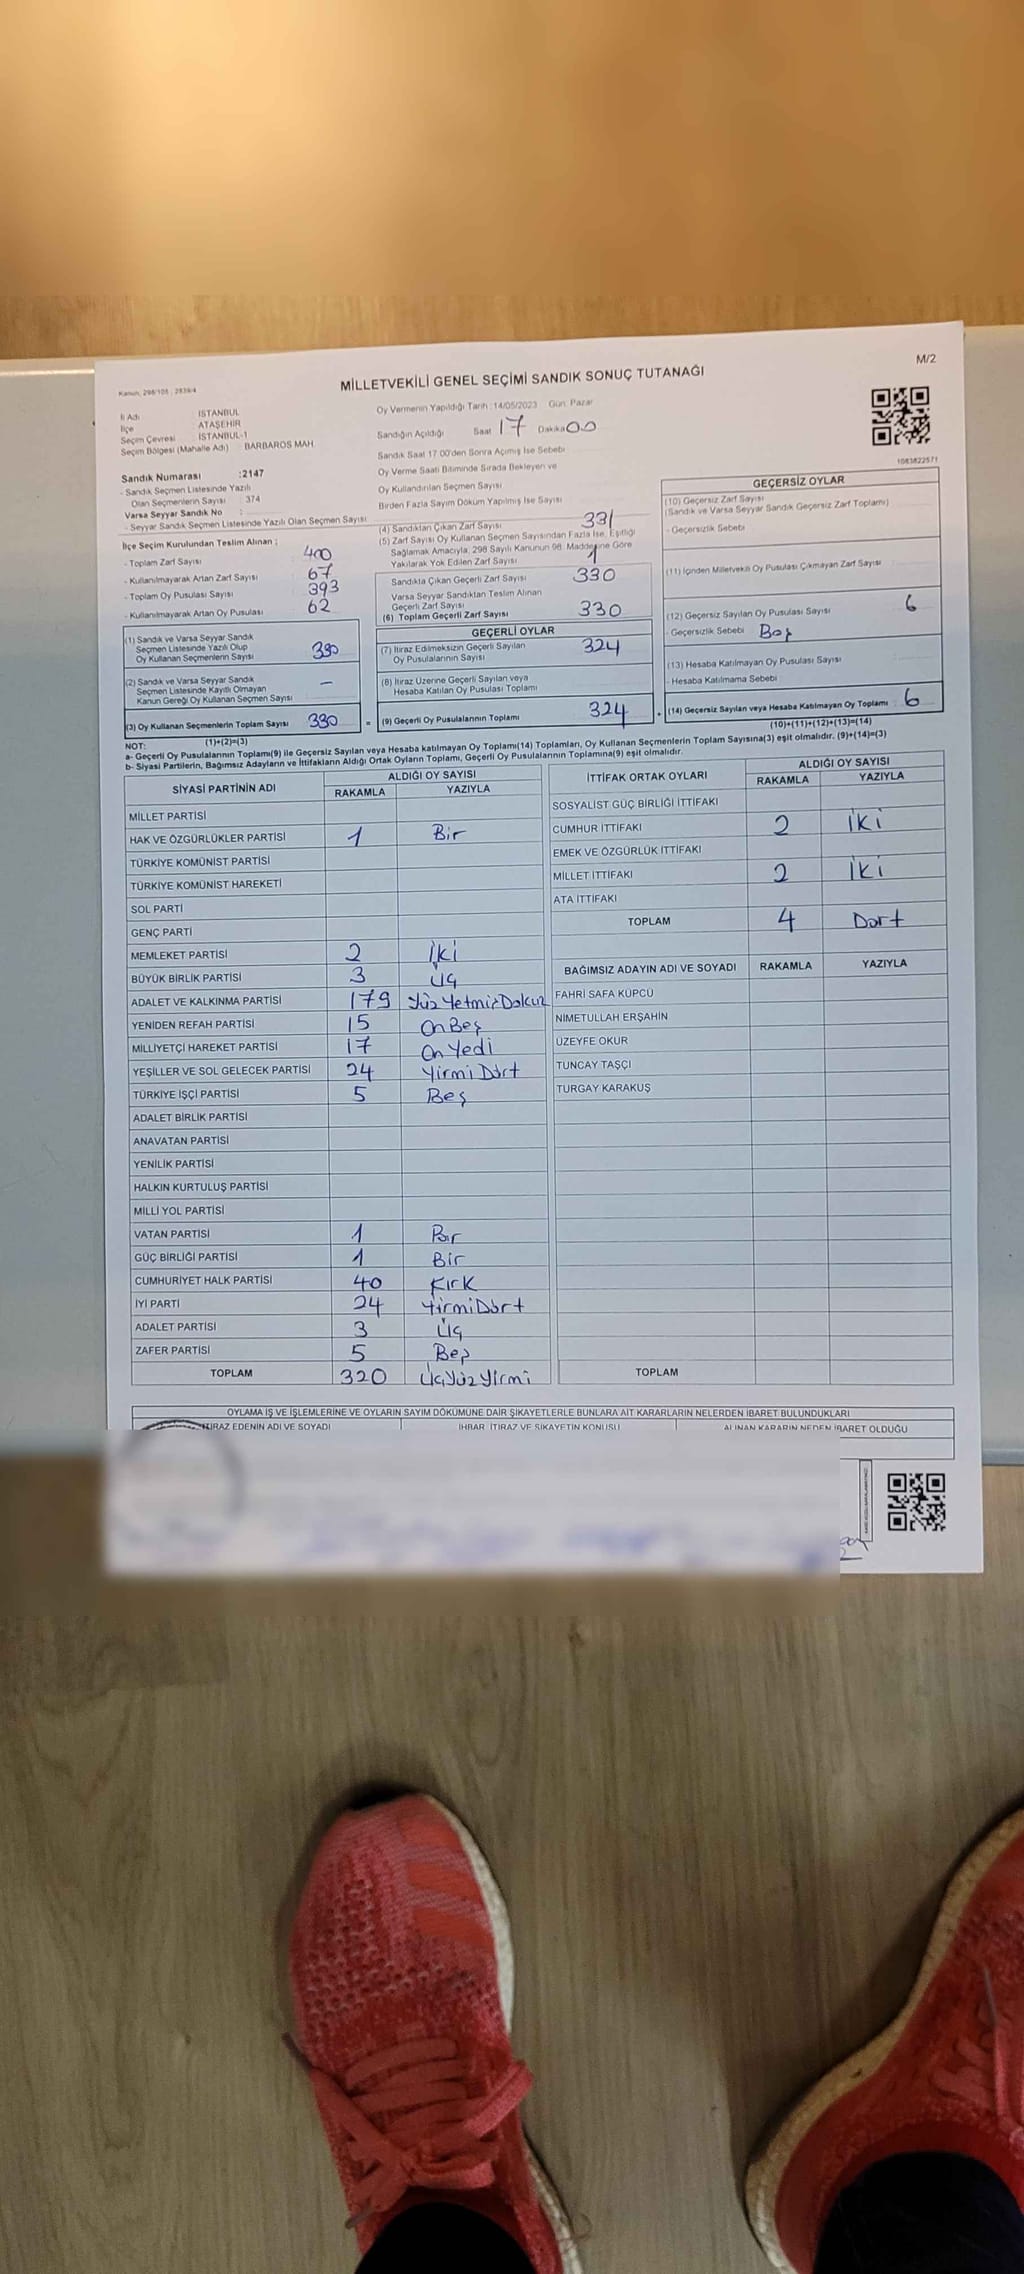 M/2
MİLLETVEKİLİ GENEL SEÇİMİ SANDIK SONUÇ TUTANAĞI
Kanun: 298/105 ; 2839/4
İl Adı : İSTANBUL
İlçe : ATAŞEHİR
Seçim Çevresi : İSTANBUL-1
Seçim Bölgesi (Mahalle Adı) : BARBAROS MAH.
Sandık Numarası :2147
- Sandık Seçmen Listesinde Yazılı
Olan Seçmenlerin Sayısı : 374
Varsa Seyyar Sandık No :
- Seyyar Sandık Seçmen Listesinde Yazılı Olan Seçmen Sayısı
İlçe Seçim Kurulundan Teslim Alınan ;
- Toplam Zarf Sayısı 400
- Kullanılmayarak Artan Zarf Sayısı 67
- Toplam Oy Pusulası Sayısı 393
- Kullanılmayarak Artan Oy Pusulası 62
(1) Sandık ve Varsa Seyyar Sandık
Seçmen Listesinde Yazılı Olup
Oy Kullanan Seçmenlerin Sayısı 330
(2) Sandık ve Varsa Seyyar Sandık
Seçmen Listesinde Kayıtlı Olmayan
Kanun Gereği Oy Kullanan Seçmen Sayısı –
(3) Oy Kullanan Seçmenlerin Toplam Sayısı 330
(1)+(2)=(3)
Oy Vermenin Yapıldığı Tarih : 14/05/2023 Gün: Pazar
Sandığın Açıldığı Saat 17 Dakika 00
Sandık Saat 17.00'den Sonra Açımış İse Sebebi
Oy Verme Saati Bitiminde Sırada Bekleyen ve
Oy Kullandırılan Seçmen Sayısı
Birden Fazla Sayım Döküm Yapılmış İse Sayısı
(4) Sandıktan Çıkan Zarf Sayısı 331
(5) Zarf Sayısı Oy Kullanan Seçmen Sayısından Fazla İse, Eşitliği
Sağlamak Amacıyla, 298 Sayılı Kanunun 98. Maddesine Göre
Yakılarak Yok Edilen Zarf Sayısı 1
Sandıkta Çıkan Geçerli Zarf Sayısı 330
Varsa Seyyar Sandıktan Teslim Alınan
Geçerli Zarf Sayısı
(6) Toplam Geçerli Zarf Sayısı 330
GEÇERLİ OYLAR
(7) İtiraz Edilmeksizin Geçerli Sayılan
Oy Pusulalarının Sayısı 324
(8) İtiraz Üzerine Geçerli Sayılan veya
Hesaba Katılan Oy Pusulası Toplamı
= (9) Geçerli Oy Pusulalarının Toplamı 324
1083822571
GEÇERSİZ OYLAR
(10) Geçersiz Zarf Sayısı
(Sandık ve Varsa Seyyar Sandık Geçersiz Zarf Toplamı)
- Geçersizlik Sebebi
(11) İçinden Milletvekili Oy Pusulası Çıkmayan Zarf Sayısı
(12) Geçersiz Sayılan Oy Pusulası Sayısı 6
- Geçersizlik Sebebi Boş
(13) Hesaba Katılmayan Oy Pusulası Sayısı
- Hesaba Katılmama Sebebi
+ (14) Geçersiz Sayılan veya Hesaba Katılmayan Oy Toplamı 6
(10)+(11)+(12)+(13)=(14)
NOT:
a- Geçerli Oy Pusulalarının Toplamı(9) ile Geçersiz Sayılan veya Hesaba katılmayan Oy Toplamı(14) Toplamları, Oy Kullanan Seçmenlerin Toplam Sayısına(3) eşit olmalıdır. (9)+(14)=(3)
b- Siyasi Partilerin, Bağımsız Adayların ve İttifakların Aldığı Ortak Oyların Toplamı, Geçerli Oy Pusulalarının Toplamına(9) eşit olmalıdır.
SİYASİ PARTİNİN ADI ALDIĞI OY SAYISI
RAKAMLA YAZIYLA
MİLLET PARTİSİ
HAK VE ÖZGÜRLÜKLER PARTİSİ 1 Bir
TÜRKİYE KOMÜNİST PARTİSİ
TÜRKİYE KOMÜNİST HAREKETİ
SOL PARTİ
GENÇ PARTİ
MEMLEKET PARTİSİ 2 İki
BÜYÜK BİRLİK PARTİSİ 3 Üç
ADALET VE KALKINMA PARTİSİ 179 Yüz Yetmiş Dokuz
YENİDEN REFAH PARTİSİ 15 On Beş
MİLLİYETÇİ HAREKET PARTİSİ 17 On Yedi
YEŞİLLER VE SOL GELECEK PARTİSİ 24 Yirmi Dört
TÜRKİYE İŞÇİ PARTİSİ 5 Beş
ADALET BİRLİK PARTİSİ
ANAVATAN PARTİSİ
YENİLİK PARTİSİ
HALKIN KURTULUŞ PARTİSİ
MİLLİ YOL PARTİSİ
VATAN PARTİSİ 1 Bir
GÜÇ BİRLİĞİ PARTİSİ 1 Bir
CUMHURİYET HALK PARTİSİ 40 Kırk
İYİ PARTİ 24 Yirmi Dört
ADALET PARTİSİ 3 Üç
ZAFER PARTİSİ 5 Beş
TOPLAM 320 Üç Yüz Yirmi
İTTİFAK ORTAK OYLARI ALDIĞI OY SAYISI
RAKAMLA YAZIYLA
SOSYALİST GÜÇ BİRLİĞİ İTTİFAKI
CUMHUR İTTİFAKI 2 İki
EMEK VE ÖZGÜRLÜK İTTİFAKI
MİLLET İTTİFAKI 2 İki
ATA İTTİFAKI
TOPLAM 4 Dört
BAĞIMSIZ ADAYIN ADI VE SOYADI RAKAMLA YAZIYLA
FAHRİ SAFA KÜPCÜ
NİMETULLAH ERŞAHİN
ÜZEYFE OKUR
TUNCAY TAŞÇI
TURGAY KARAKUŞ
TOPLAM
OYLAMA İŞ VE İŞLEMLERİNE VE OYLARIN SAYIM DÖKÜMÜNE DAİR ŞİKAYETLERLE BUNLARA AİT KARARLARIN NELERDEN İBARET BULUNDUKLARI
İTİRAZ EDENİN ADI VE SOYADI İHBAR, İTİRAZ VE ŞİKAYETİN KONUSU ALINAN KARARIN NEDEN İBARET OLDUĞU